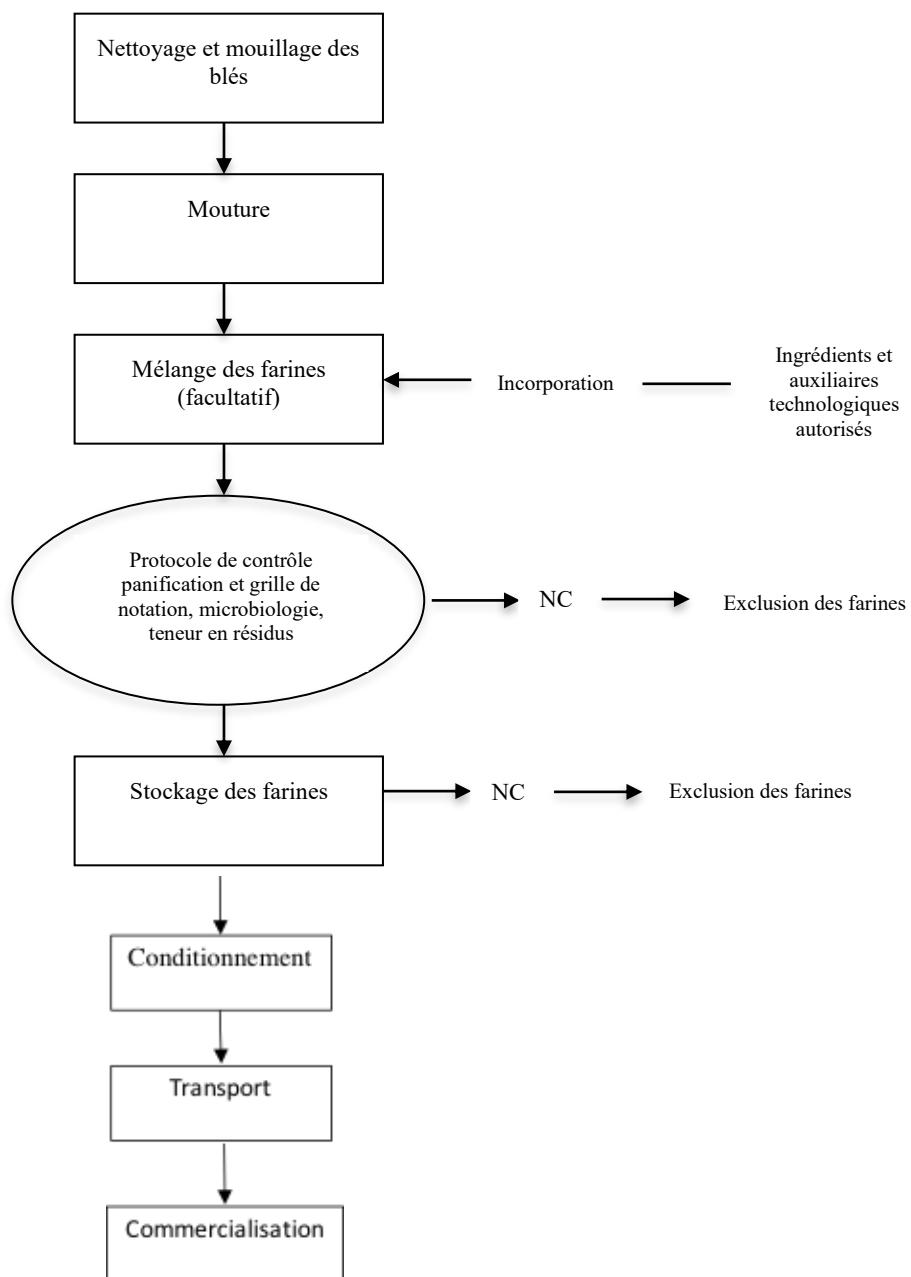 Nettoyage et mouillage des
blés
Mouture
Mélange des farines
(facultatif)
Incorporation
Ingrédients et
auxiliaires
technologiques
autorisés
Protocole de contrôle
panification et grille de
notation, microbiologie,
teneur en résidus
NC
Exclusion des farines
Stockage des farines
NC
Exclusion des farines
Conditionnement
Transport
Commercialisation